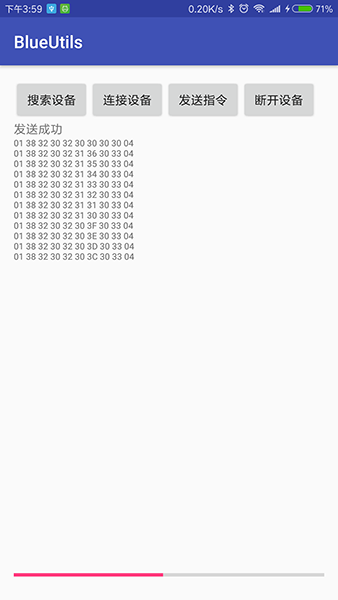 下午3:59 0.20K/s 71%
BlueUtils
搜索设备 连接设备 发送指令 断开设备
发送成功
01 38 32 30 32 30 30 30 30 04
01 38 32 30 32 31 36 30 33 04
01 38 32 30 32 31 35 30 33 04
01 38 32 30 32 31 34 30 33 04
01 38 32 30 32 31 33 30 33 04
01 38 32 30 32 31 32 30 33 04
01 38 32 30 32 31 31 30 33 04
01 38 32 30 32 31 30 30 33 04
01 38 32 30 32 30 3F 30 33 04
01 38 32 30 32 30 3E 30 33 04
01 38 32 30 32 30 3D 30 33 04
01 38 32 30 32 30 3C 30 33 04